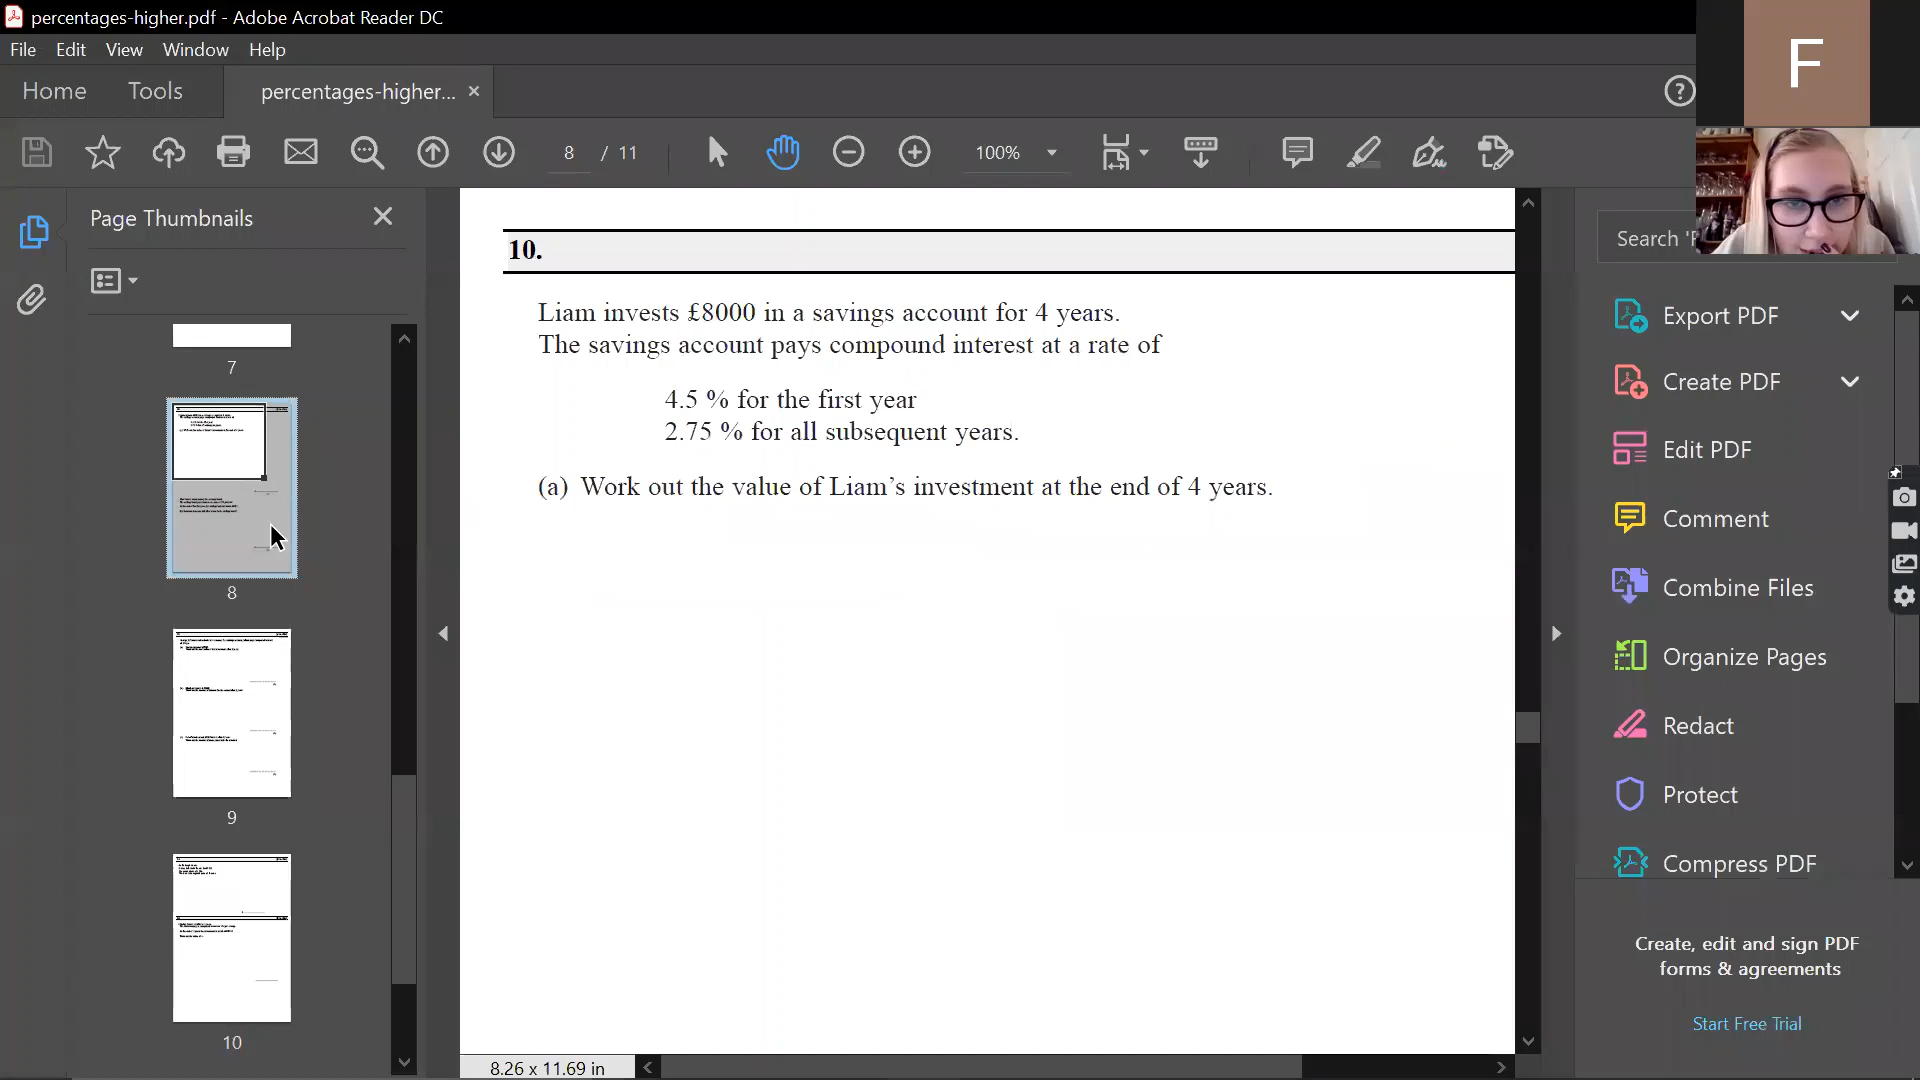 percentages-higher.pdf - Adobe Acrobat Reader DC
File Edit View Window Help
Home Tools percentages-higher... ×
8 / 11 100%
F
Page Thumbnails
Search
7
8
9
10
10.
Liam invests £8000 in a savings account for 4 years.
The savings account pays compound interest at a rate of
4.5 % for the first year
2.75 % for all subsequent years.
(a) Work out the value of Liam’s investment at the end of 4 years.
8.26 x 11.69 in
Export PDF
Create PDF
Edit PDF
Comment
Combine Files
Organize Pages
Redact
Protect
Compress PDF
Create, edit and sign PDF
forms & agreements
Start Free Trial